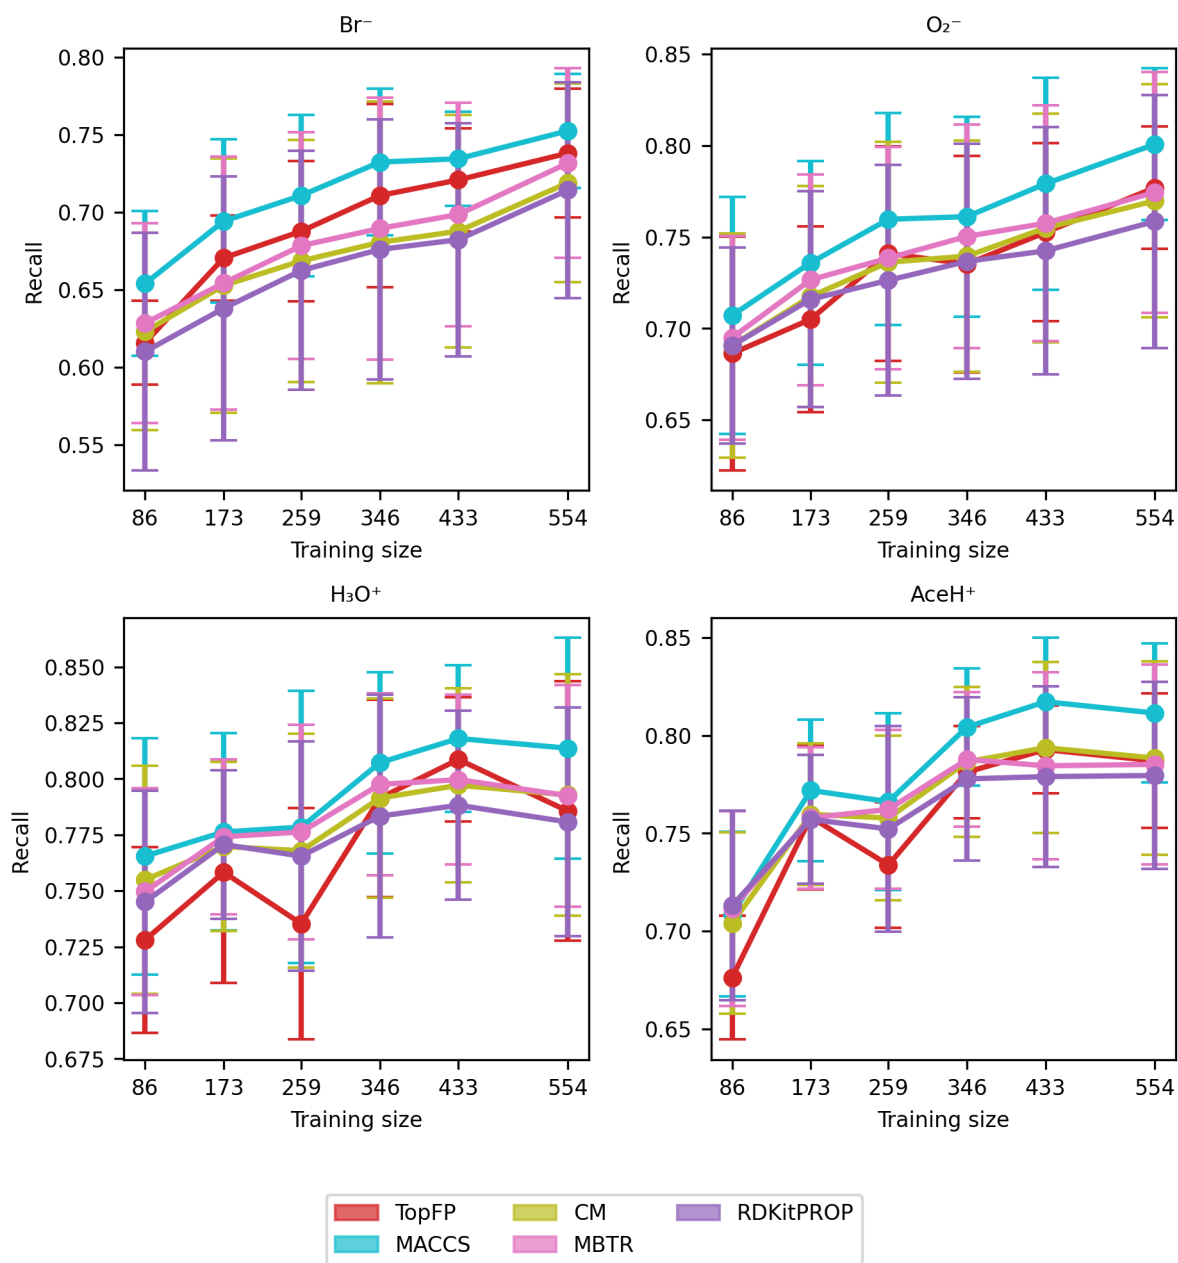 Br⁻
O₂⁻
Recall
0.80
0.75
0.70
0.65
0.60
0.55
86 173 259 346 433 554
Training size
Recall
0.85
0.80
0.75
0.70
0.65
86 173 259 346 433 554
Training size
H₃O⁺
AceH⁺
Recall
0.850
0.825
0.800
0.775
0.750
0.725
0.700
0.675
86 173 259 346 433 554
Training size
Recall
0.85
0.80
0.75
0.70
0.65
86 173 259 346 433 554
Training size
TopFP CM RDKitPROP
MACCS MBTR